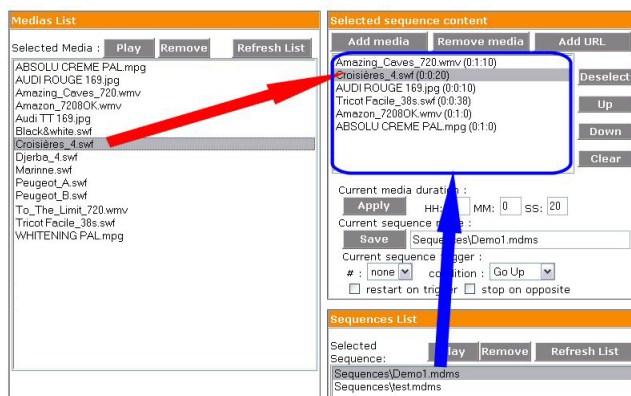 Medias List
Selected Media : Play Remove Refresh List
ABSOLU CREME PAL.mpg
AUDI ROUGE 169.jpg
Amazing_Caves_720.wmv
Amazon_7208OK.wmv
Audi TT 169.jpg
Black&white.swf
Croisières_4.swf
Djerba_4.swf
Marinne.swf
Peugeot_A.swf
Peugeot_B.swf
To_The_Limit_720.wmv
Tricot Facile_38s.swf
WHITENING PAL.mpg
Selected sequence content
Add media Remove media Add URL
Amazing_Caves_720.wmv (0:1:10)
Croisières_4.swf (0:0:20)
AUDI ROUGE 169.jpg (0:0:10)
Tricot Facile_38s.swf (0:0:38)
Amazon_7208OK.wmv (0:1:0)
ABSOLU CREME PAL.mpg (0:1:0)
Deselect
Up
Down
Clear
Current media duration :
Apply HH: MM: 0 SS: 20
Current sequence :
Save Sequences\Demo1.mdms
Current sequence trigger :
# : none condition : Go Up
restart on trigger stop on opposite
Sequences List
Selected
Sequence: Play Remove Refresh List
Sequences\Demo1.mdms
Sequences\test.mdms